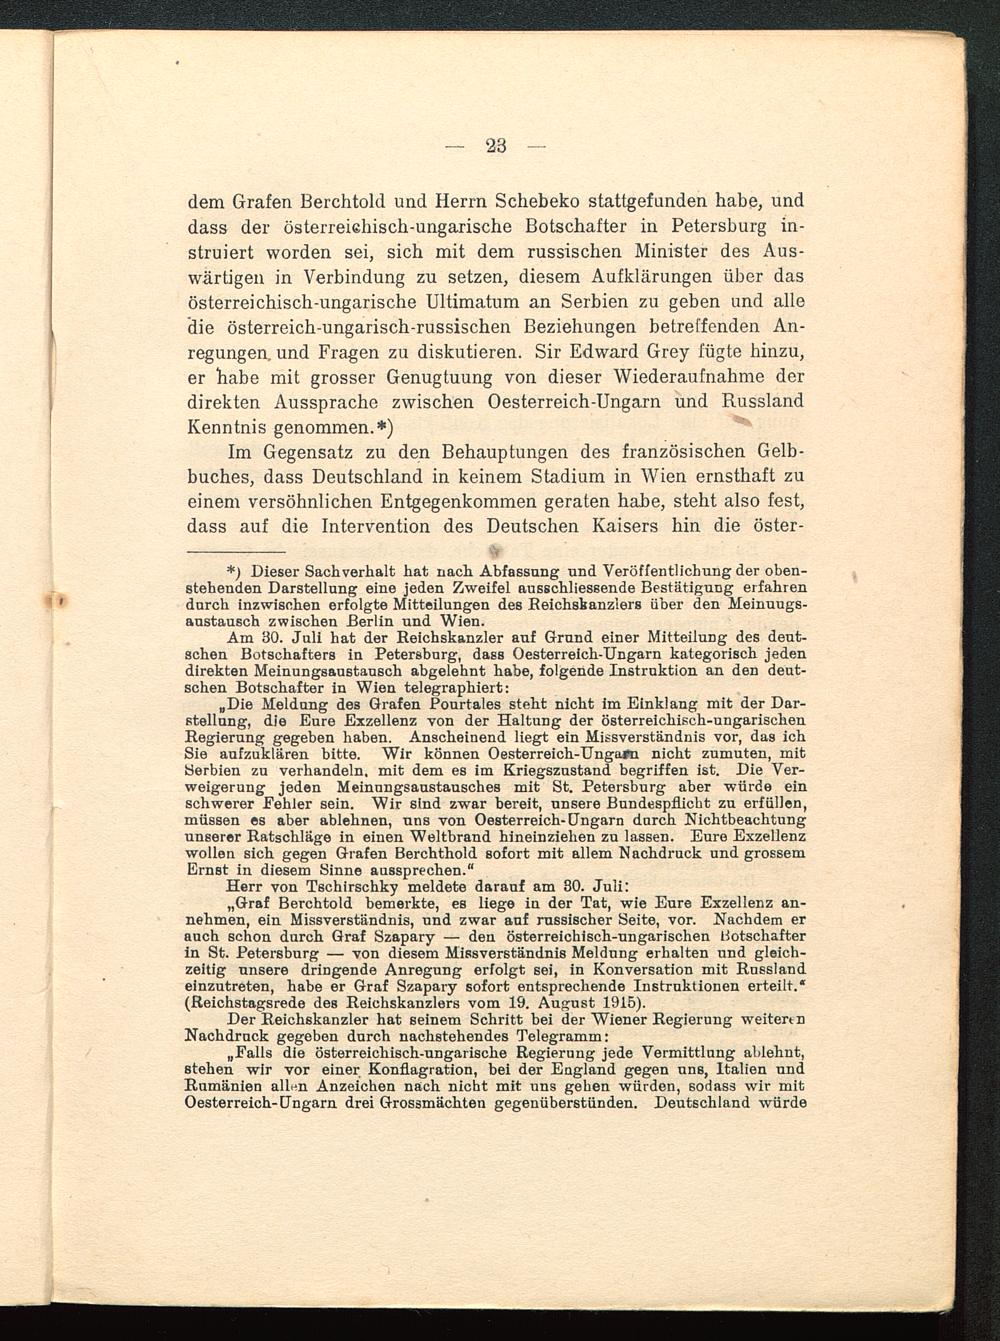 — 23 —
dem Grafen Berchtold und Herrn Schebeko stattgefunden habe, und
dass der österreichisch-ungarische Botschafter in Petersburg in-
struiert worden sei, sich mit dem russischen Minister des Aus-
wärtigen in Verbindung zu setzen, diesem Aufklärungen über das
österreichisch-ungarische Ultimatum an Serbien zu geben und alle
die österreich-ungarisch-russischen Beziehungen betreffenden An-
regungen und Fragen zu diskutieren. Sir Edward Grey fügte hinzu,
er habe mit grosser Genugtuung von dieser Wiederaufnahme der
direkten Aussprache zwischen Oesterreich-Ungarn und Russland
Kenntnis genommen.*)
Im Gegensatz zu den Behauptungen des französischen Gelb-
buches, dass Deutschland in keinem Stadium in Wien ernsthaft zu
einem versöhnlichen Entgegenkommen geraten habe, steht also fest,
dass auf die Intervention des Deutschen Kaisers hin die öster-
*) Dieser Sachverhalt hat nach Abfassung und Veröffentlichung der oben-
stehenden Darstellung eine jeden Zweifel ausschliessende Bestätigung erfahren
durch inzwischen erfolgte Mitteilungen des Reichskanzlers über den Meinuugs-
austausch zwischen Berlin und Wien.
Am 30. Juli hat der Reichskanzler auf Grund einer Mitteilung des deut-
schen Botschafters in Petersburg, dass Oesterreich-Ungarn kategorisch jeden
direkten Meinungsaustausch abgelehnt habe, folgende Instruktion an den deut-
schen Botschafter in Wien telegraphiert:
„Die Meldung des Grafen Pourtales steht nicht im Einklang mit der Dar-
stellung, die Eure Exzellenz von der Haltung der österreichisch-ungarischen
Regierung gegeben haben. Anscheinend liegt ein Missverständnis vor, das ich
Sie aufzuklären bitte. Wir können Oesterreich-Ungarn nicht zumuten, mit
Serbien zu verhandeln, mit dem es im Kriegszustand begriffen ist. Die Ver-
weigerung jeden Meinungsaustausches mit St. Petersburg aber würde ein
schwerer Fehler sein. Wir sind zwar bereit, unsere Bundespflicht zu erfüllen,
müssen es aber ablehnen, uns von Oesterreich-Ungarn durch Nichtbeachtung
unserer Ratschläge in einen Weltbrand hineinziehen zu lassen. Eure Exzellenz
wollen sich gegen Grafen Berchthold sofort mit allem Nachdruck und grossem
Ernst in diesem Sinne aussprechen.“
Herr von Tschirschky meldete darauf am 30. Juli:
„Graf Berchtold bemerkte, es liege in der Tat, wie Eure Exzellenz an-
nehmen, ein Missverständnis, und zwar auf russischer Seite, vor. Nachdem er
auch schon durch Graf Szapary — den österreichisch-ungarischen Botschafter
in St. Petersburg — von diesem Missverständnis Meldung erhalten und gleich-
zeitig unsere dringende Anregung erfolgt sei, in Konversation mit Russland
einzutreten, habe er Graf Szapary sofort entsprechende Instruktionen erteilt.“
(Reichstagsrede des Reichskanzlers vom 19. August 1915).
Der Reichskanzler hat seinem Schritt bei der Wiener Regierung weiteren
Nachdruck gegeben durch nachstehendes Telegramm:
„Falls die österreichisch-ungarische Regierung jede Vermittlung ablehnt,
stehen wir vor einer Konflagration, bei der England gegen uns, Italien und
Rumänien allen Anzeichen nach nicht mit uns gehen würden, sodass wir mit
Oesterreich-Ungarn drei Grossmächten gegenüberstünden. Deutschland würde